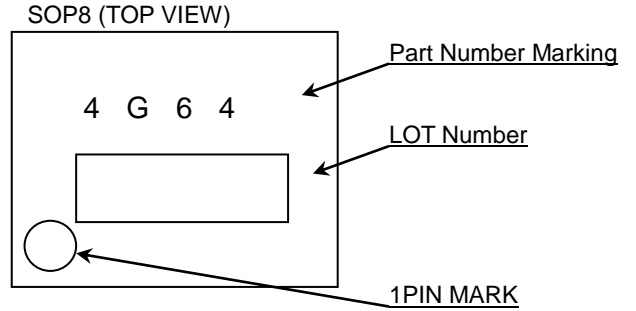 SOP8 (TOP VIEW)
Part Number Marking
4 G 6 4
LOT Number
1PIN MARK